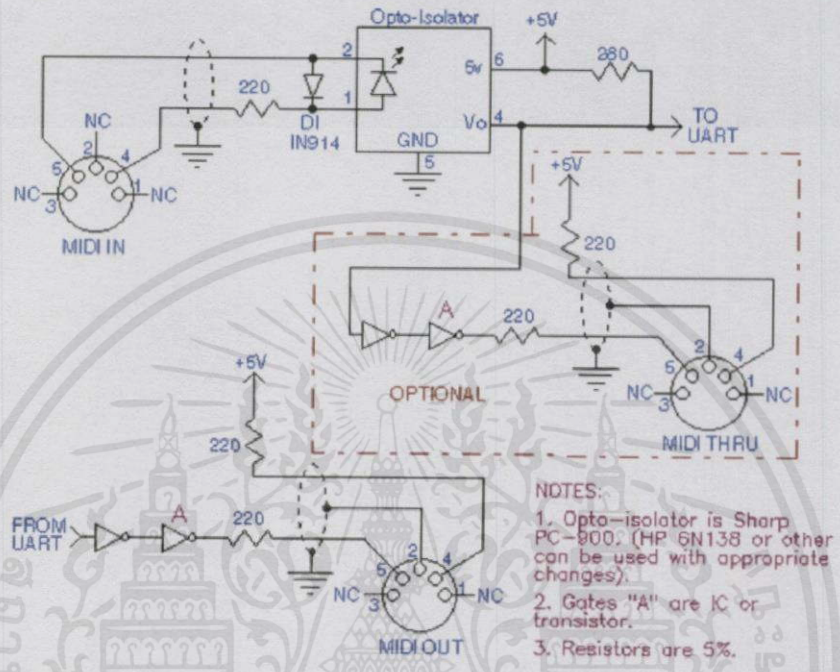 Opto-Isolator
+5V
2
6
5v
280
220
1
Vo
4
TO
UART
DI
IN914
GND
5
NC
2
5
4
NC
3
1
NC
MIDI IN
+5V
220
A
220
OPTIONAL
2
5
4
NC
3
1
NC
MIDI THRU
+5V
220
FROM
UART
A
220
2
5
4
NC
3
1
NC
MIDI OUT
NOTES:
1. Opto-isolator is Sharp
PC-900. (HP 6N138 or other
can be used with appropriate
changes).
2. Gates "A" are IC or
transistor.
3. Resistors are 5%.